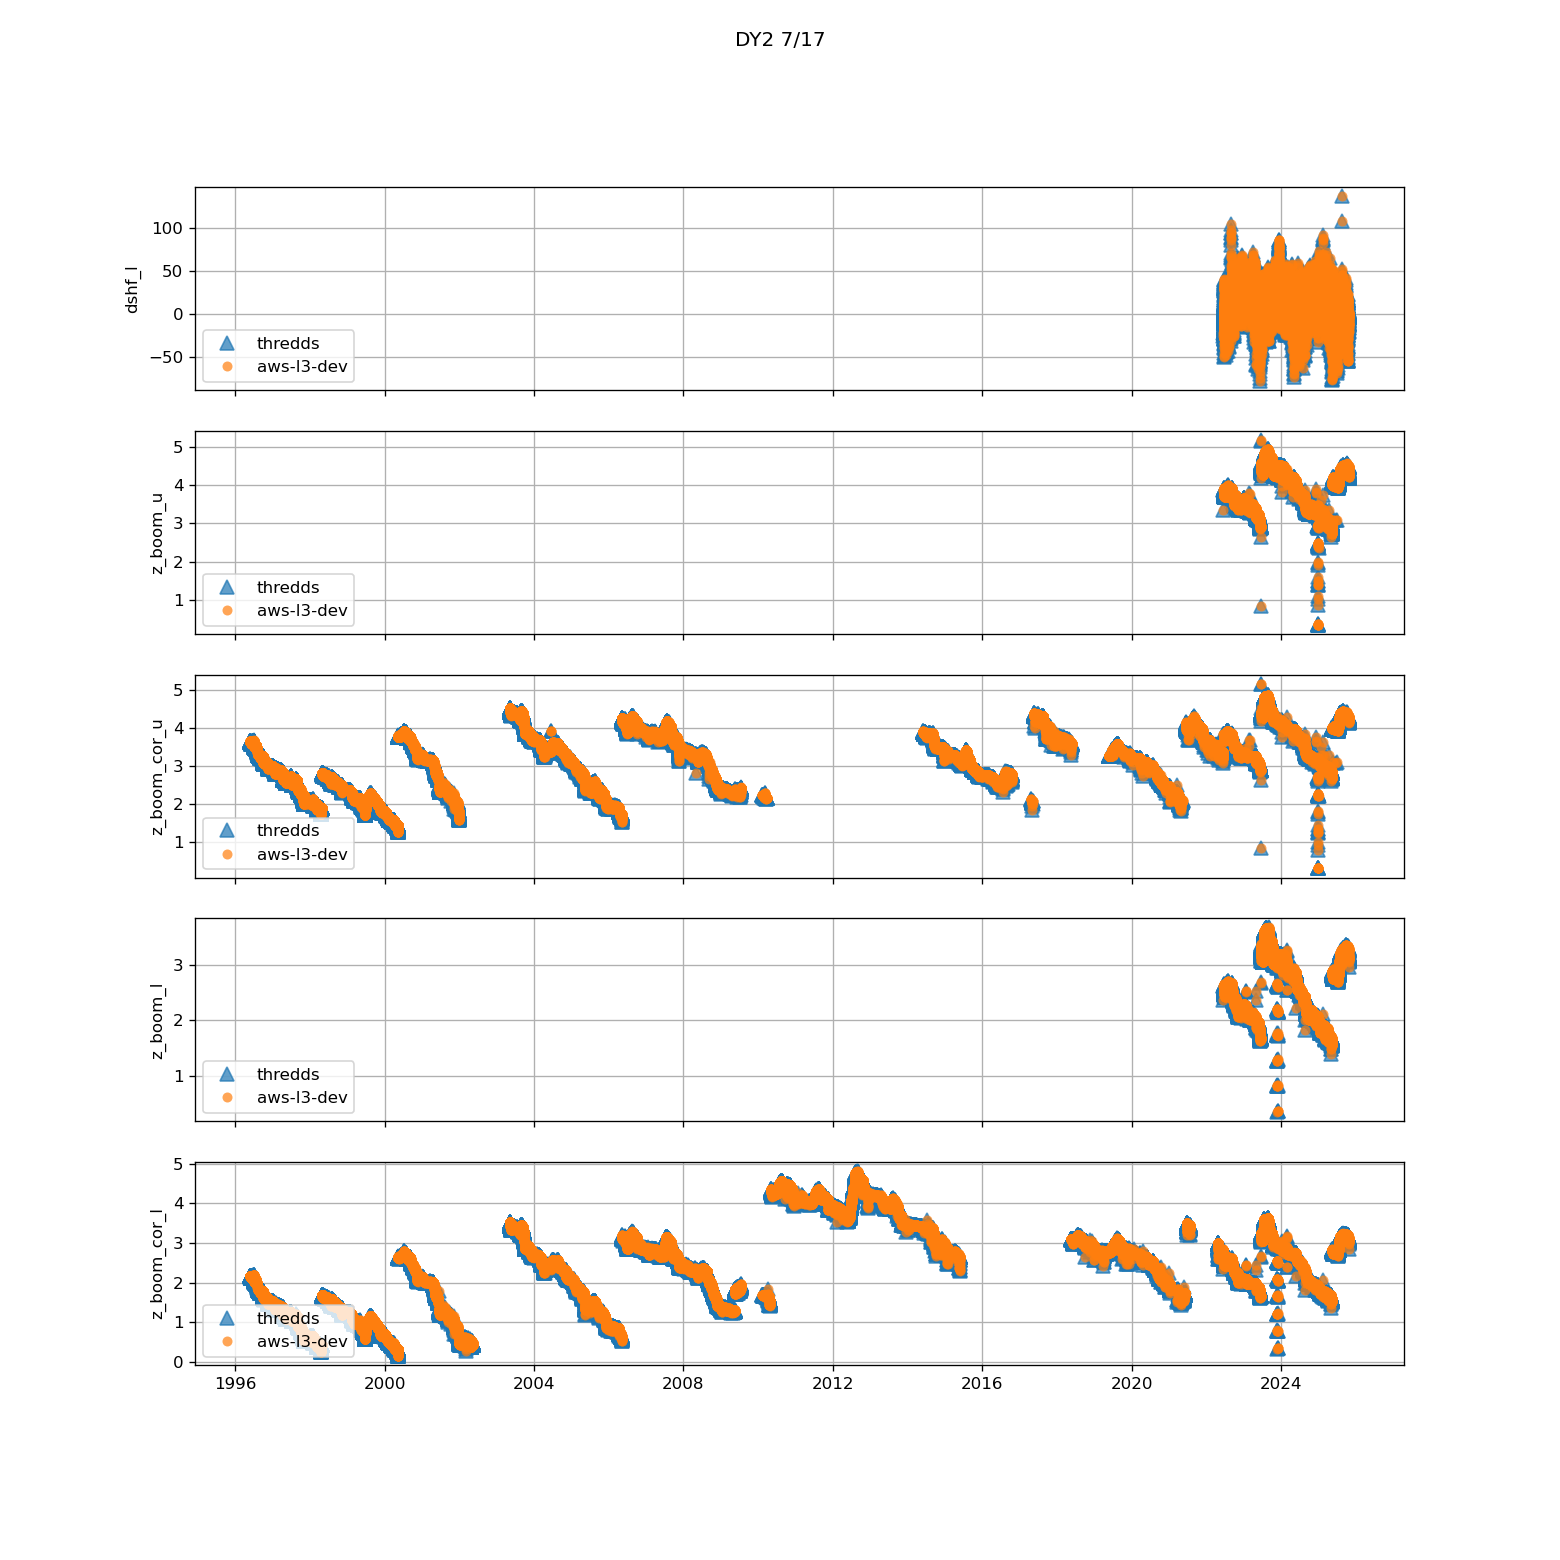 DY2 7/17
dshf_l
100
50
0
−50
thredds
aws-l3-dev
z_boom_u
5
4
3
2
1
thredds
aws-l3-dev
z_boom_cor_u
5
4
3
2
1
thredds
aws-l3-dev
z_boom_l
3
2
1
thredds
aws-l3-dev
z_boom_cor_l
5
4
3
2
1
0
thredds
aws-l3-dev
1996 2000 2004 2008 2012 2016 2020 2024